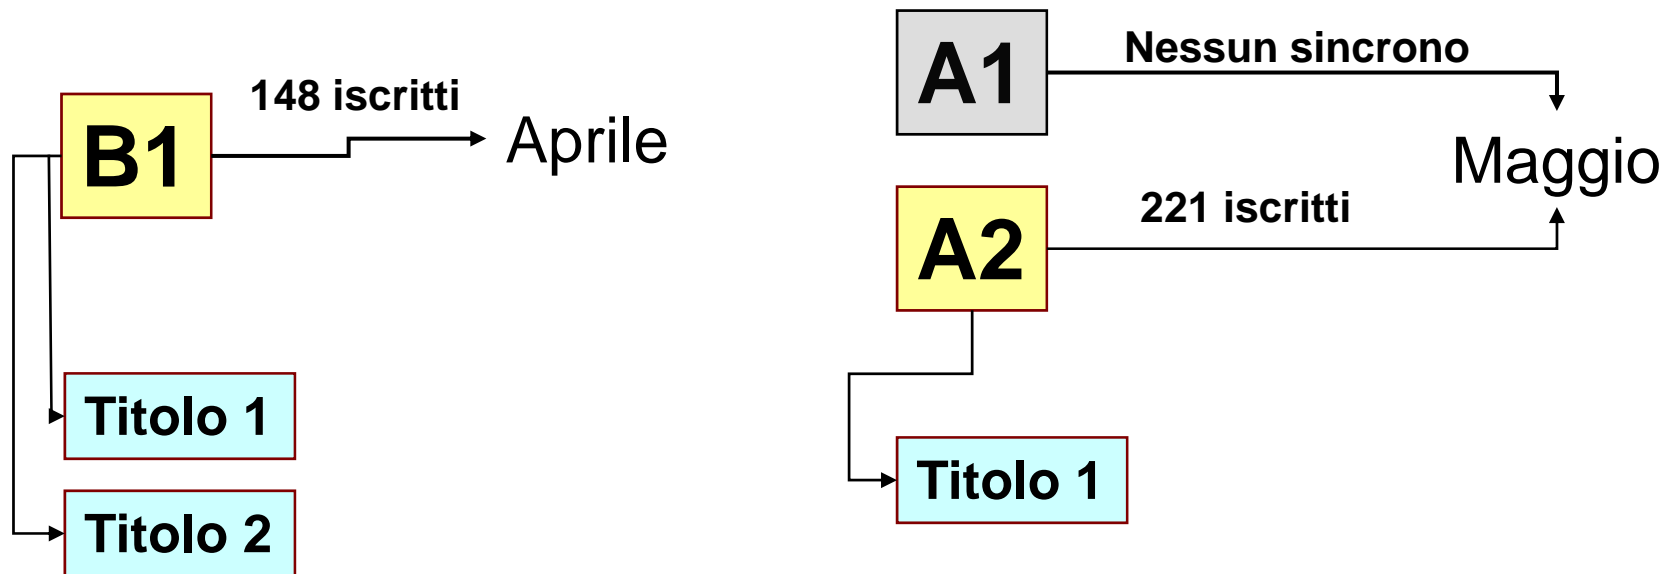 148 iscritti
B1
Aprile
Titolo 1
Titolo 2
A1
Nessun sincrono
Maggio
A2
221 iscritti
Titolo 1